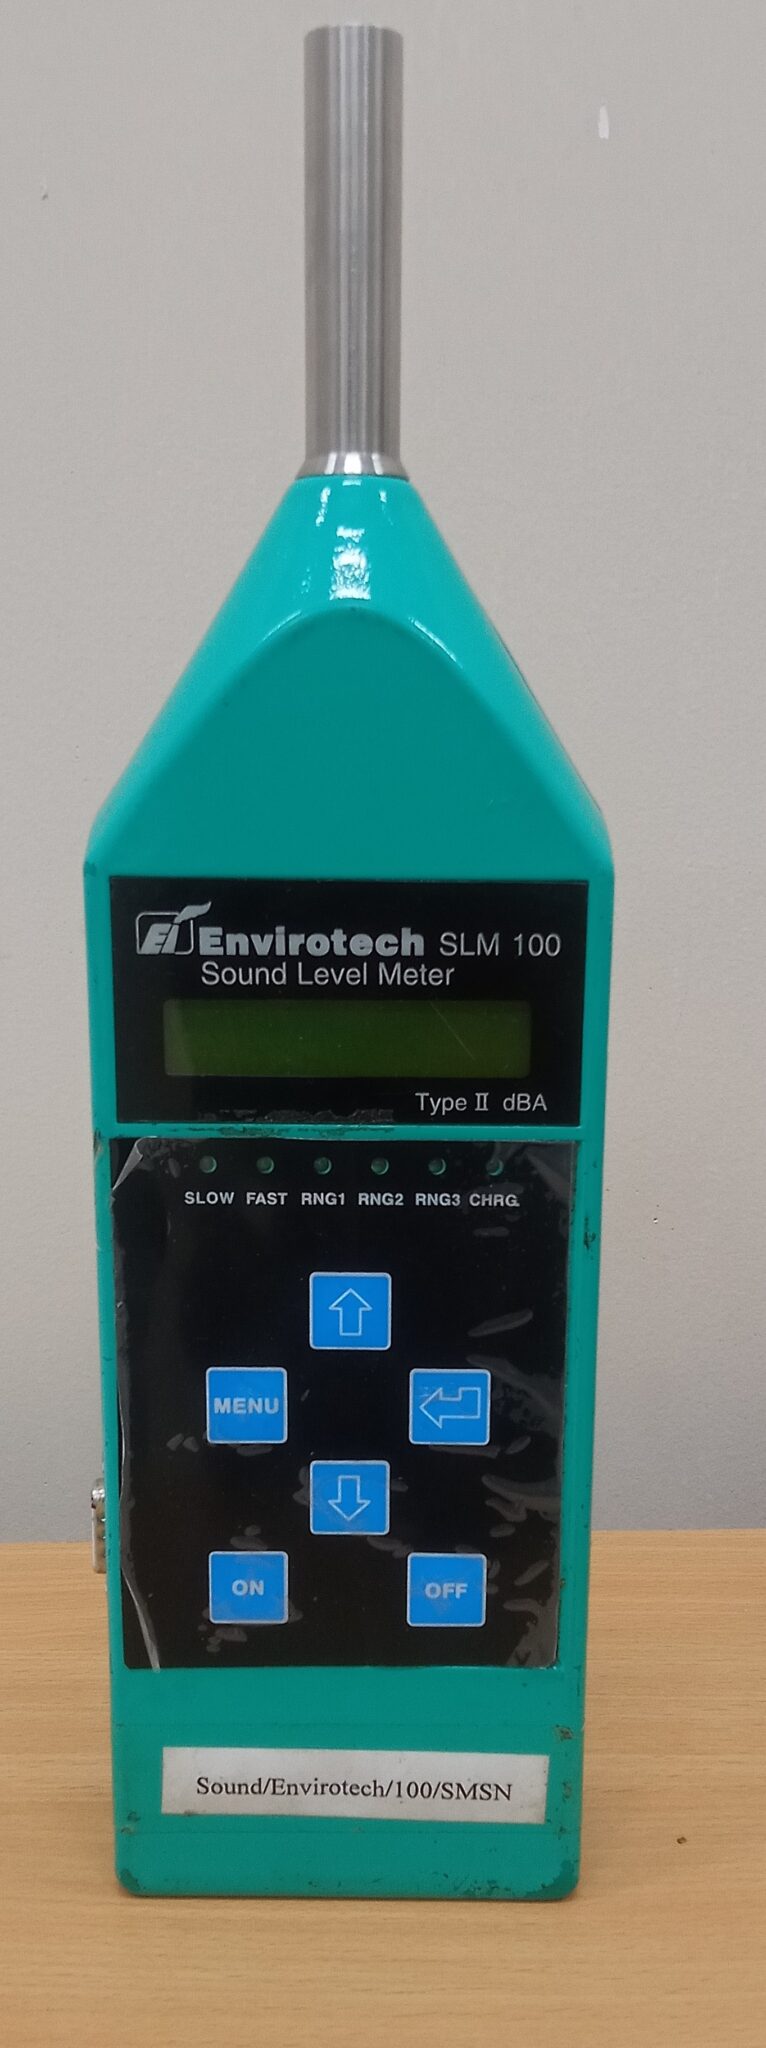 EI Envirotech SLM 100
Sound Level Meter
Type II dBA
SLOW FAST RNG1 RNG2 RNG3 CHRG.
MENU
ON OFF
Sound/Envirotech/100/SMSN